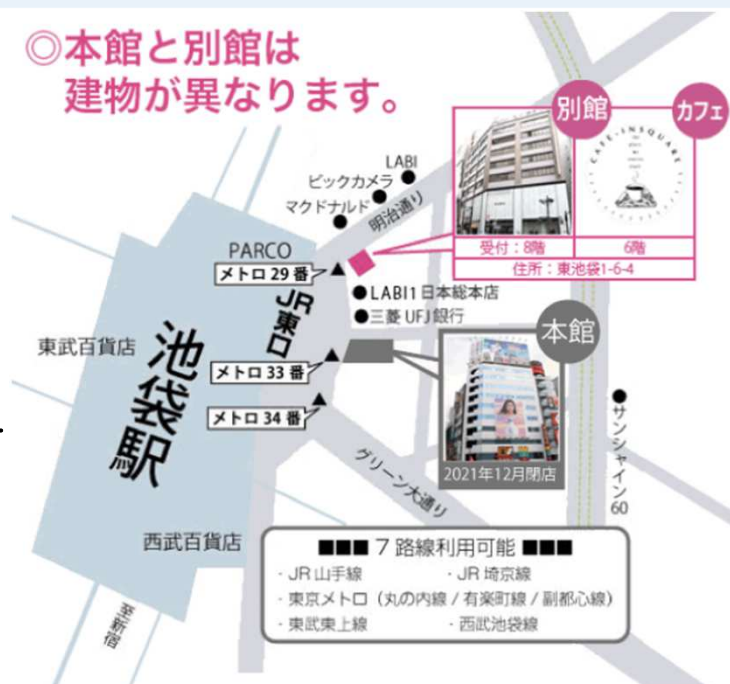 ◎本館と別館は
建物が異なります。
別館
カフェ
CAFE-INSQUARE
受付：8階
6階
住所：東池袋1-6-4
LABI
ビックカメラ
マクドナルド
明治通り
PARCO
メトロ 29 番
JR東口
LABI1 日本総本店
三菱 UFJ 銀行
本館
東武百貨店
池袋駅
メトロ 33 番
メトロ 34 番
2021年12月閉店
サンシャイン60
グリーン大通り
西武百貨店
至新宿
■■■ 7 路線利用可能 ■■■
・JR 山手線
・JR 埼京線
・東京メトロ（丸の内線 / 有楽町線 / 副都心線）
・東武東上線
・西武池袋線